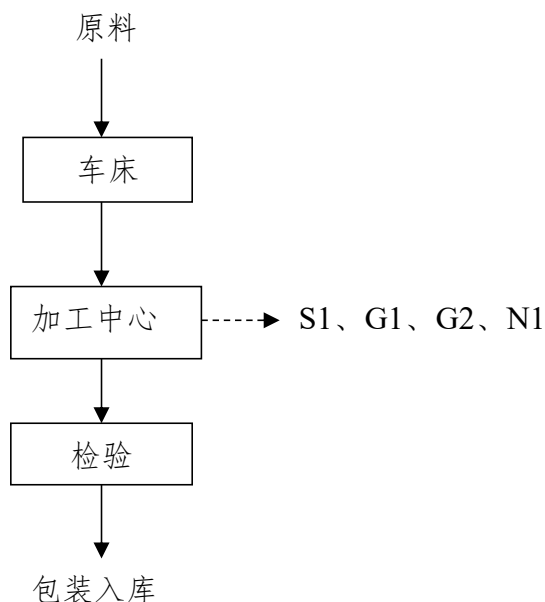 原料
车床
加工中心
S1、G1、G2、N1
检验
包装入库